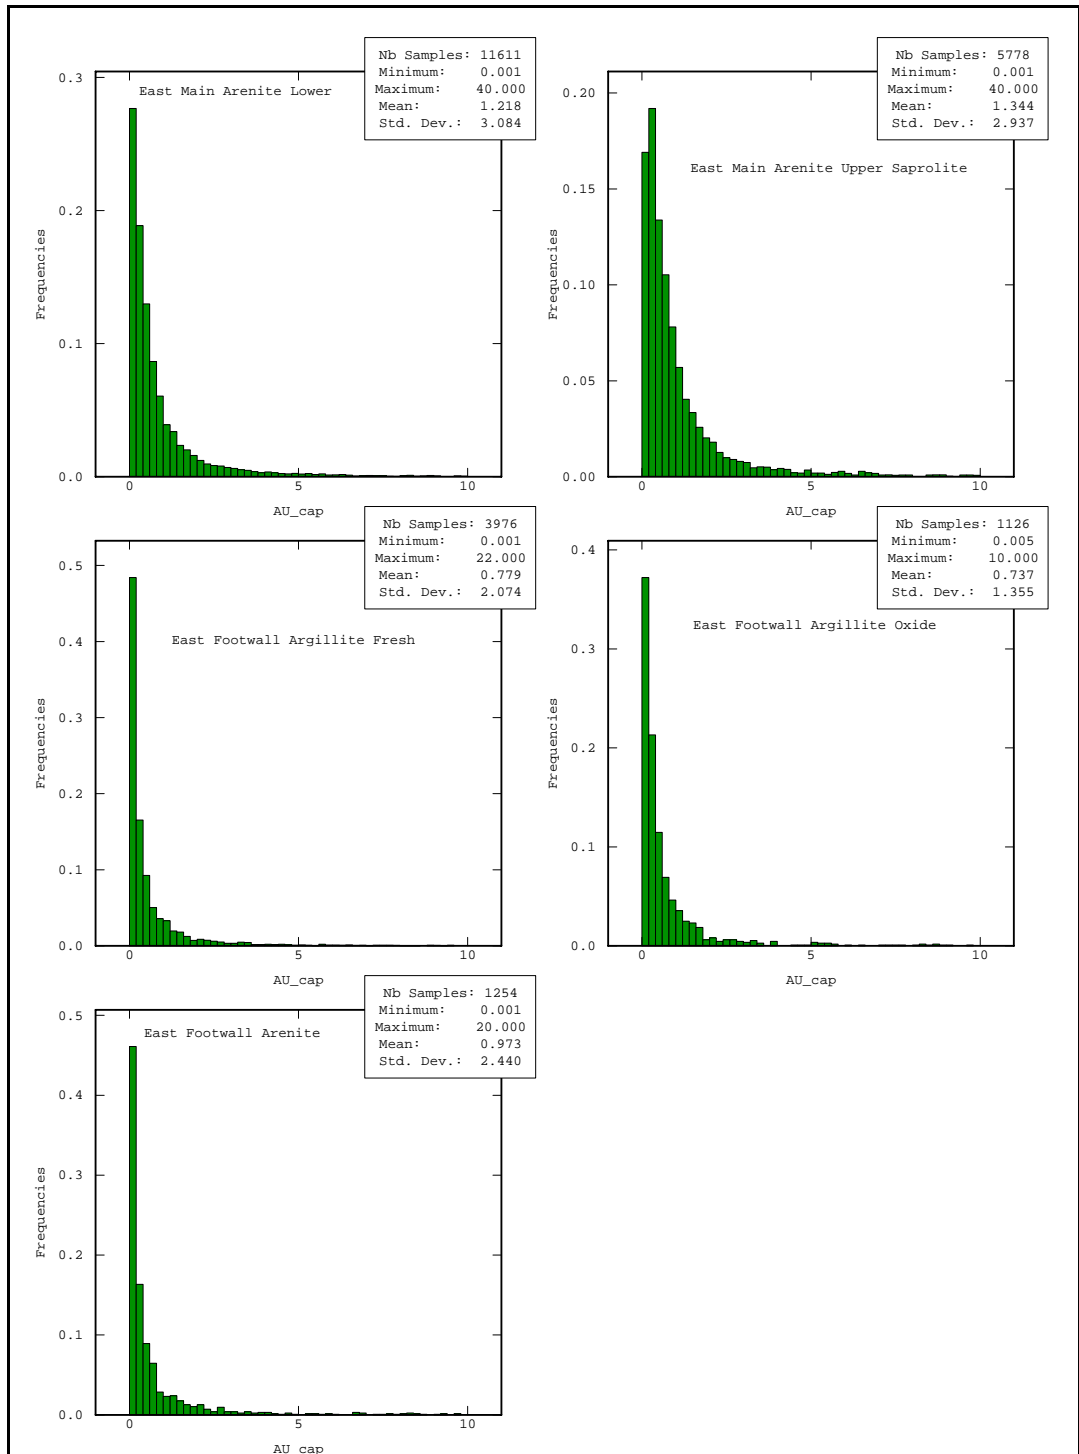 Nb Samples: 11611
Minimum: 0.001
Maximum: 40.000
Mean: 1.218
Std. Dev.: 3.084
East Main Arenite Lower
0.3
0.2
0.1
0.0
Frequencies
0 5 10
AU_cap
Nb Samples: 5778
Minimum: 0.001
Maximum: 40.000
Mean: 1.344
Std. Dev.: 2.937
East Main Arenite Upper Saprolite
0.20
0.15
0.10
0.05
0.00
Frequencies
0 5 10
AU_cap
Nb Samples: 3976
Minimum: 0.001
Maximum: 22.000
Mean: 0.779
Std. Dev.: 2.074
East Footwall Argillite Fresh
0.5
0.4
0.3
0.2
0.1
0.0
Frequencies
0 5 10
AU_cap
Nb Samples: 1126
Minimum: 0.005
Maximum: 10.000
Mean: 0.737
Std. Dev.: 1.355
East Footwall Argillite Oxide
0.4
0.3
0.2
0.1
0.0
Frequencies
0 5 10
AU_cap
Nb Samples: 1254
Minimum: 0.001
Maximum: 20.000
Mean: 0.973
Std. Dev.: 2.440
East Footwall Arenite
0.5
0.4
0.3
0.2
0.1
0.0
Frequencies
0 5 10
AU_cap